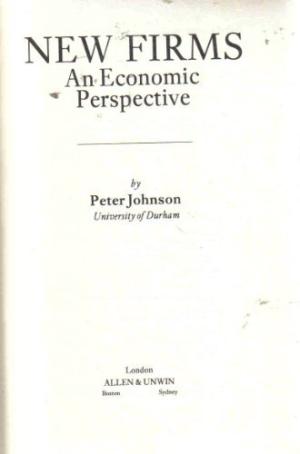 NEW FIRMS
An Economic
Perspective
by
Peter Johnson
University of Durham
London
ALLEN & UNWIN
Boston Sydney